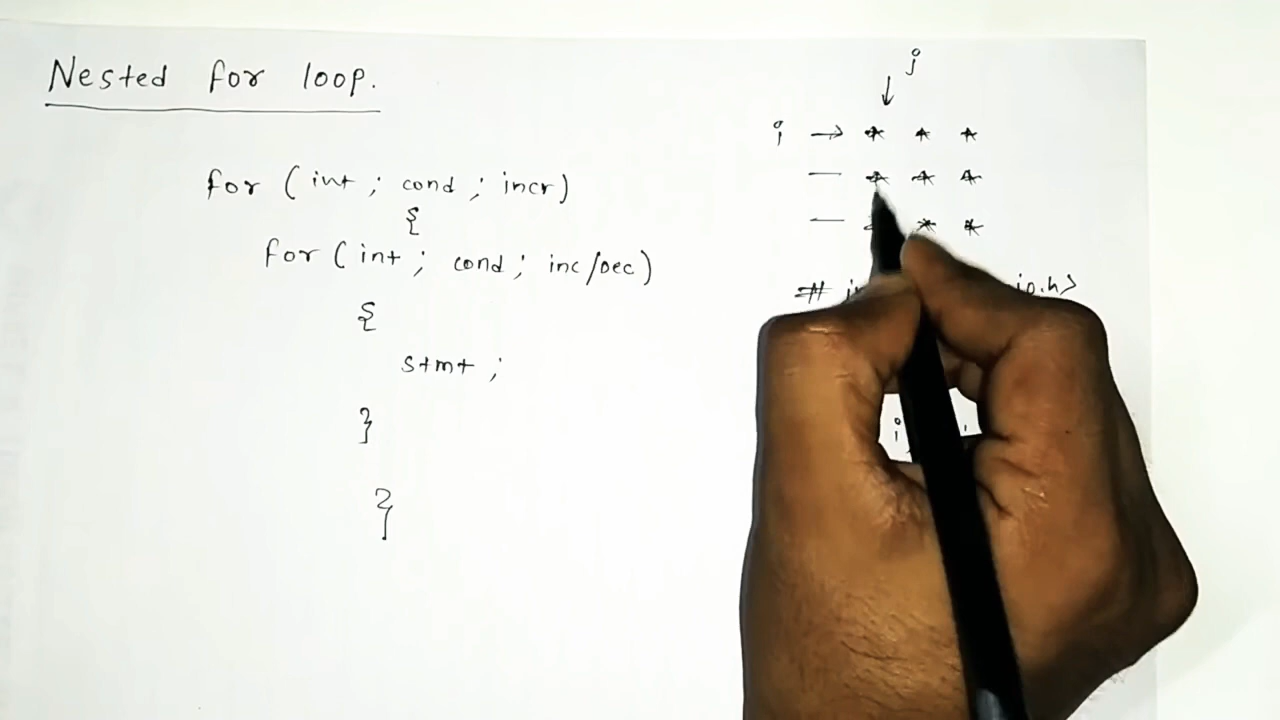 Nested for loop.
for ( int ; cond ; incr )
{
for ( int ; cond ; inc/Dec )
{
stmt ;
}
}
j
↓
i → * * *
— * * *
— * *
#